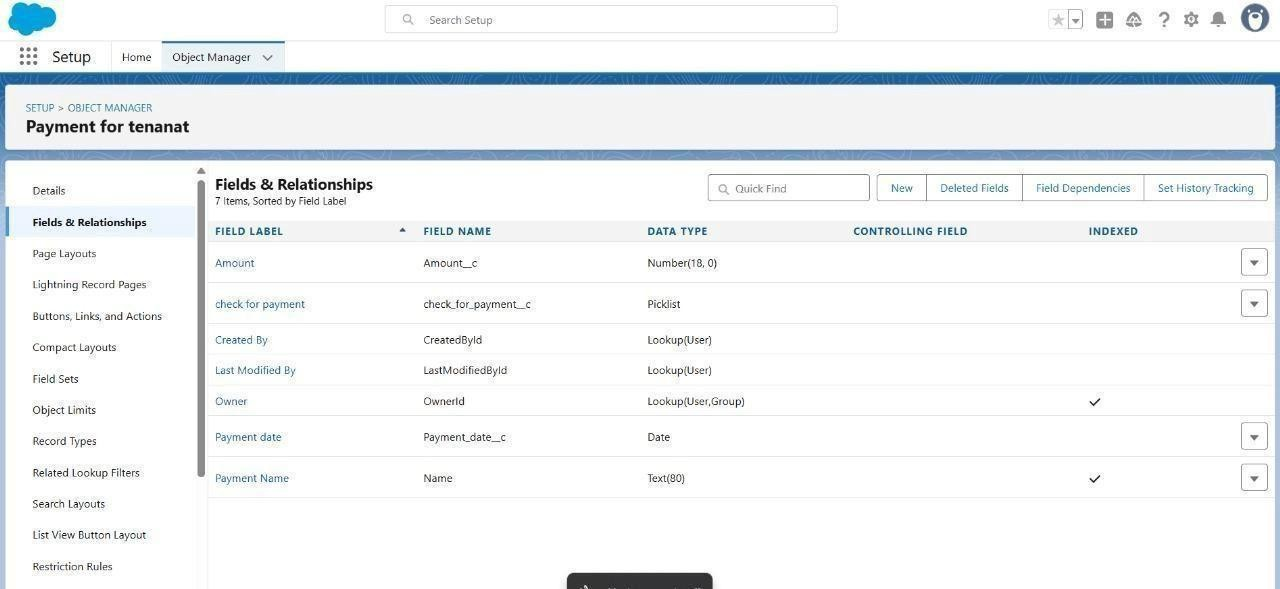 Search Setup
Setup
Home
Object Manager
SETUP > OBJECT MANAGER
Payment for tenanat
Details
Fields & Relationships
Page Layouts
Lightning Record Pages
Buttons, Links, and Actions
Compact Layouts
Field Sets
Object Limits
Record Types
Related Lookup Filters
Search Layouts
List View Button Layout
Restriction Rules
Fields & Relationships
7 Items, Sorted by Field Label
Quick Find
New
Deleted Fields
Field Dependencies
Set History Tracking
FIELD LABEL FIELD NAME DATA TYPE CONTROLLING FIELD INDEXED
Amount Amount__c Number(18, 0)
check for payment check_for_payment__c Picklist
Created By CreatedById Lookup(User)
Last Modified By LastModifiedById Lookup(User)
Owner OwnerId Lookup(User,Group)
Payment date Payment_date__c Date
Payment Name Name Text(80)